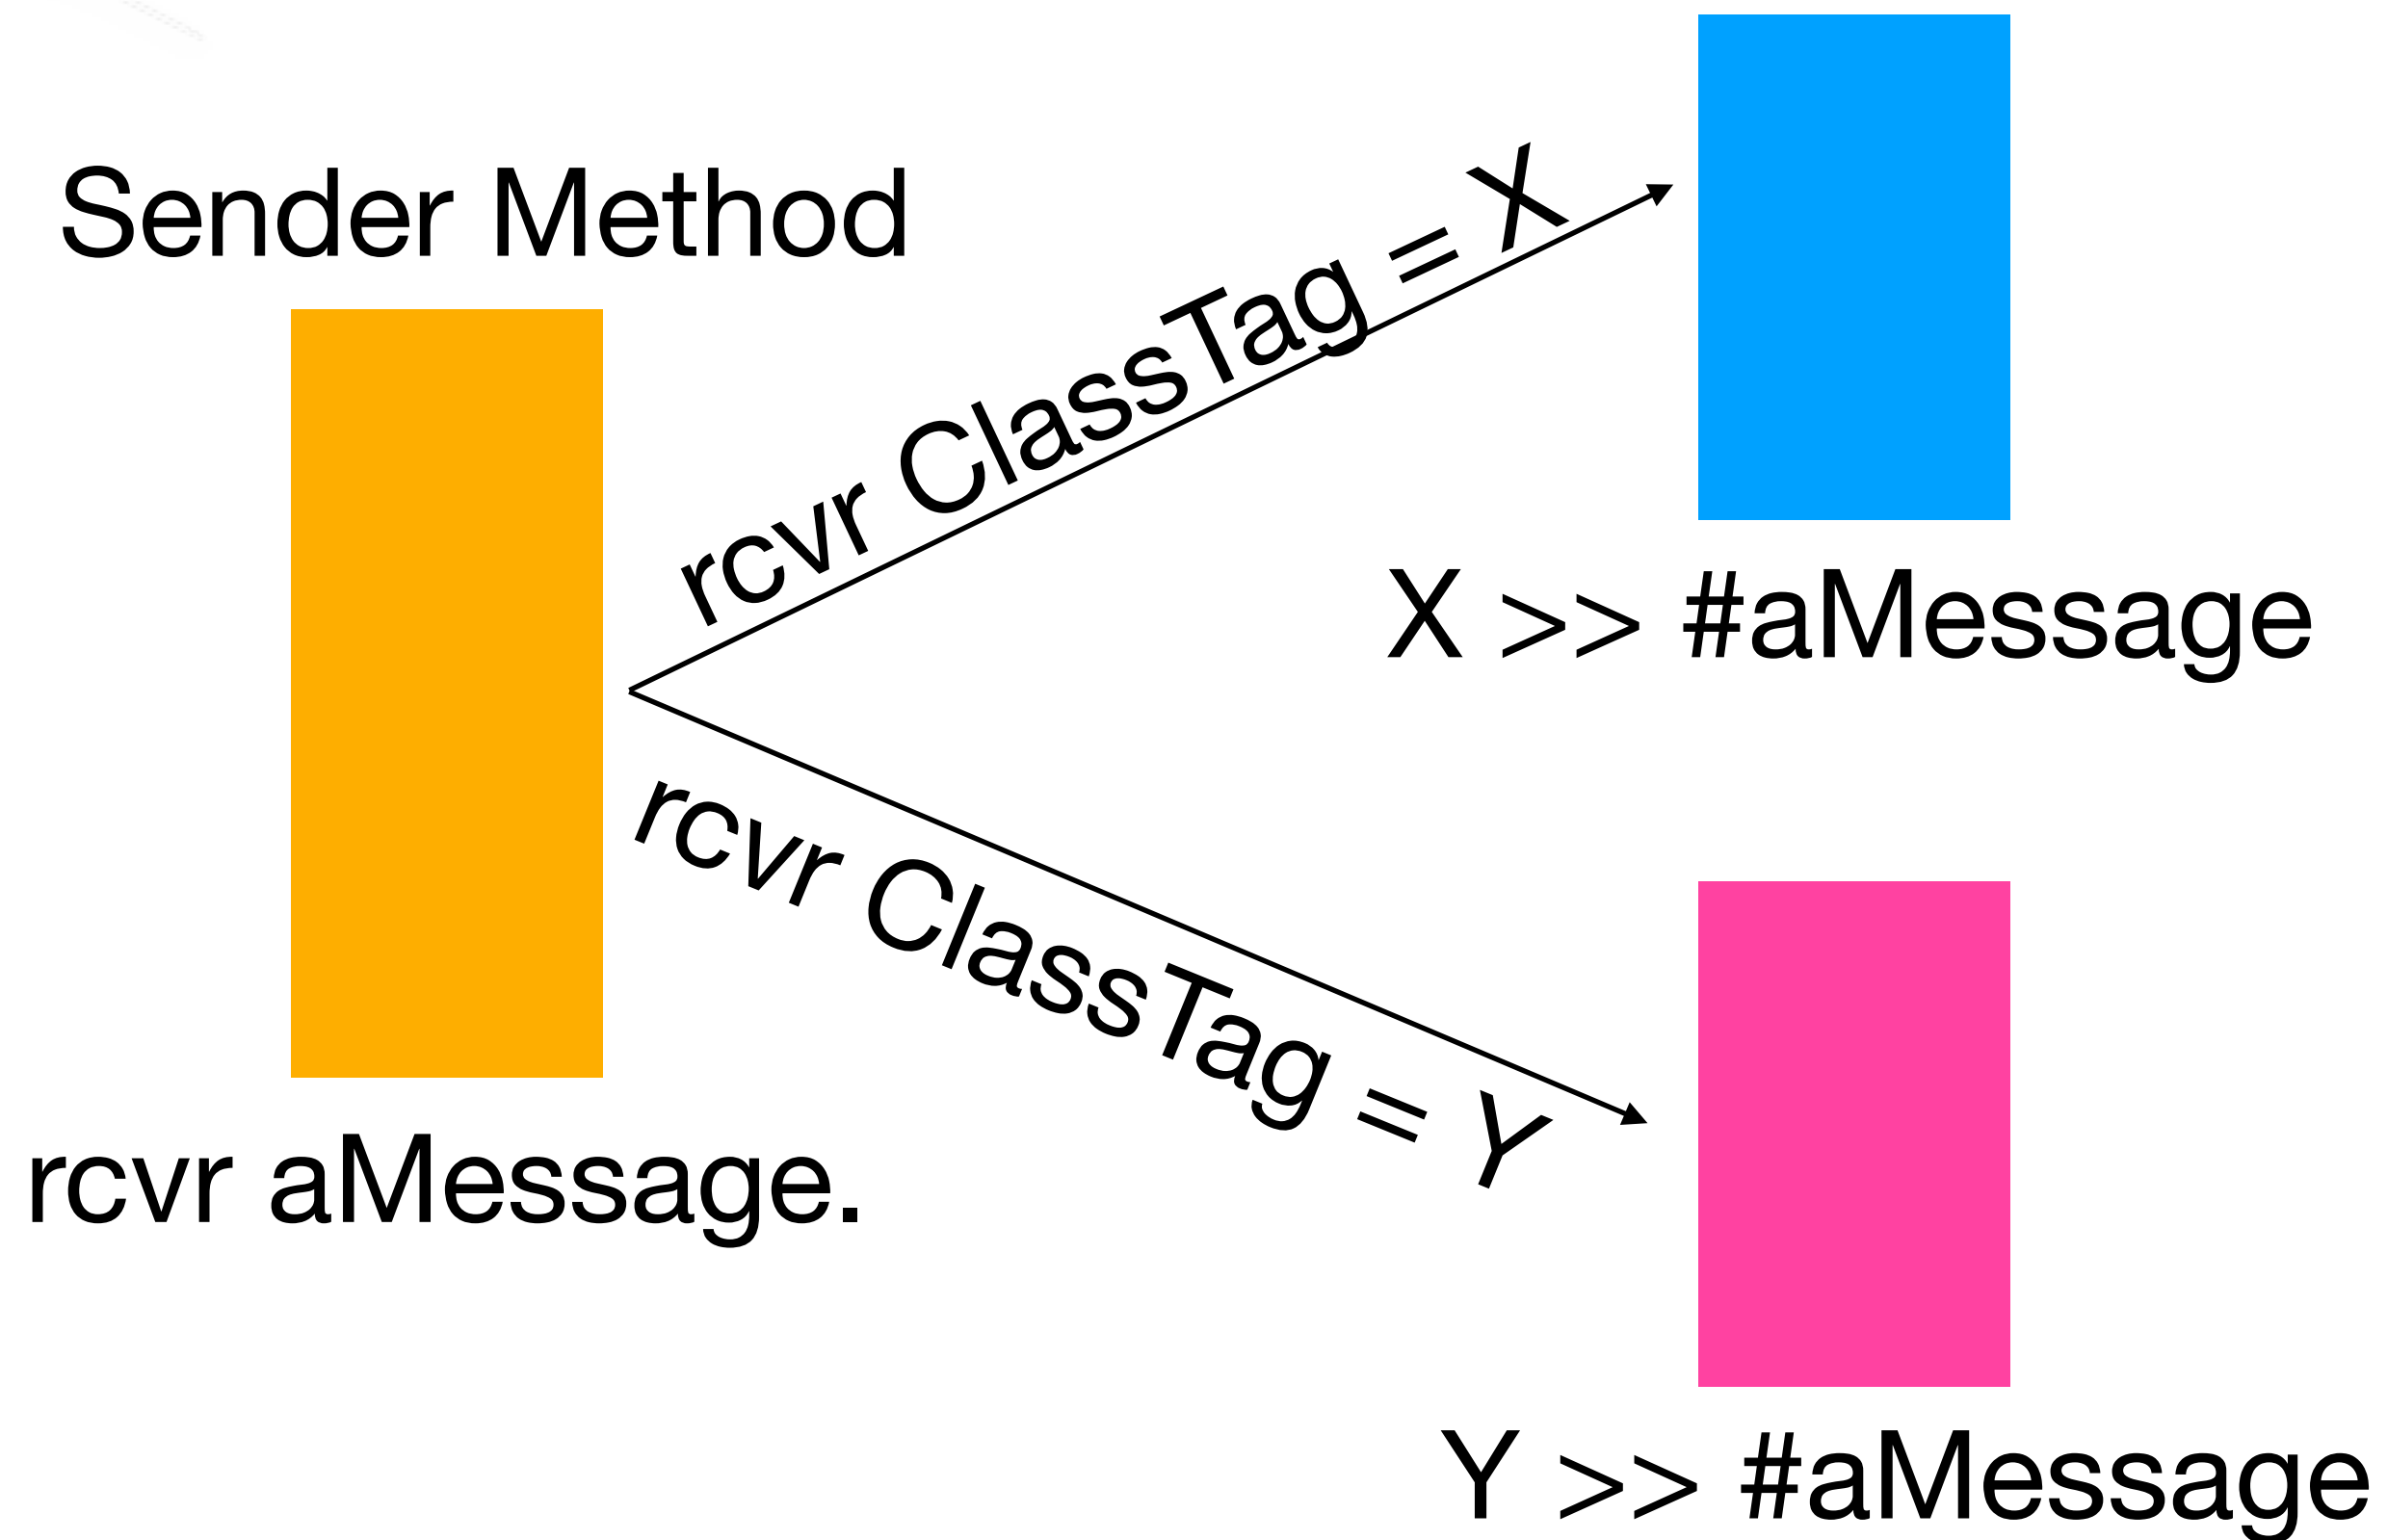 Sender Method
rcvr ClassTag = X
X >> #aMessage
rcvr ClassTag = Y
rcvr aMessage.
Y >> #aMessage